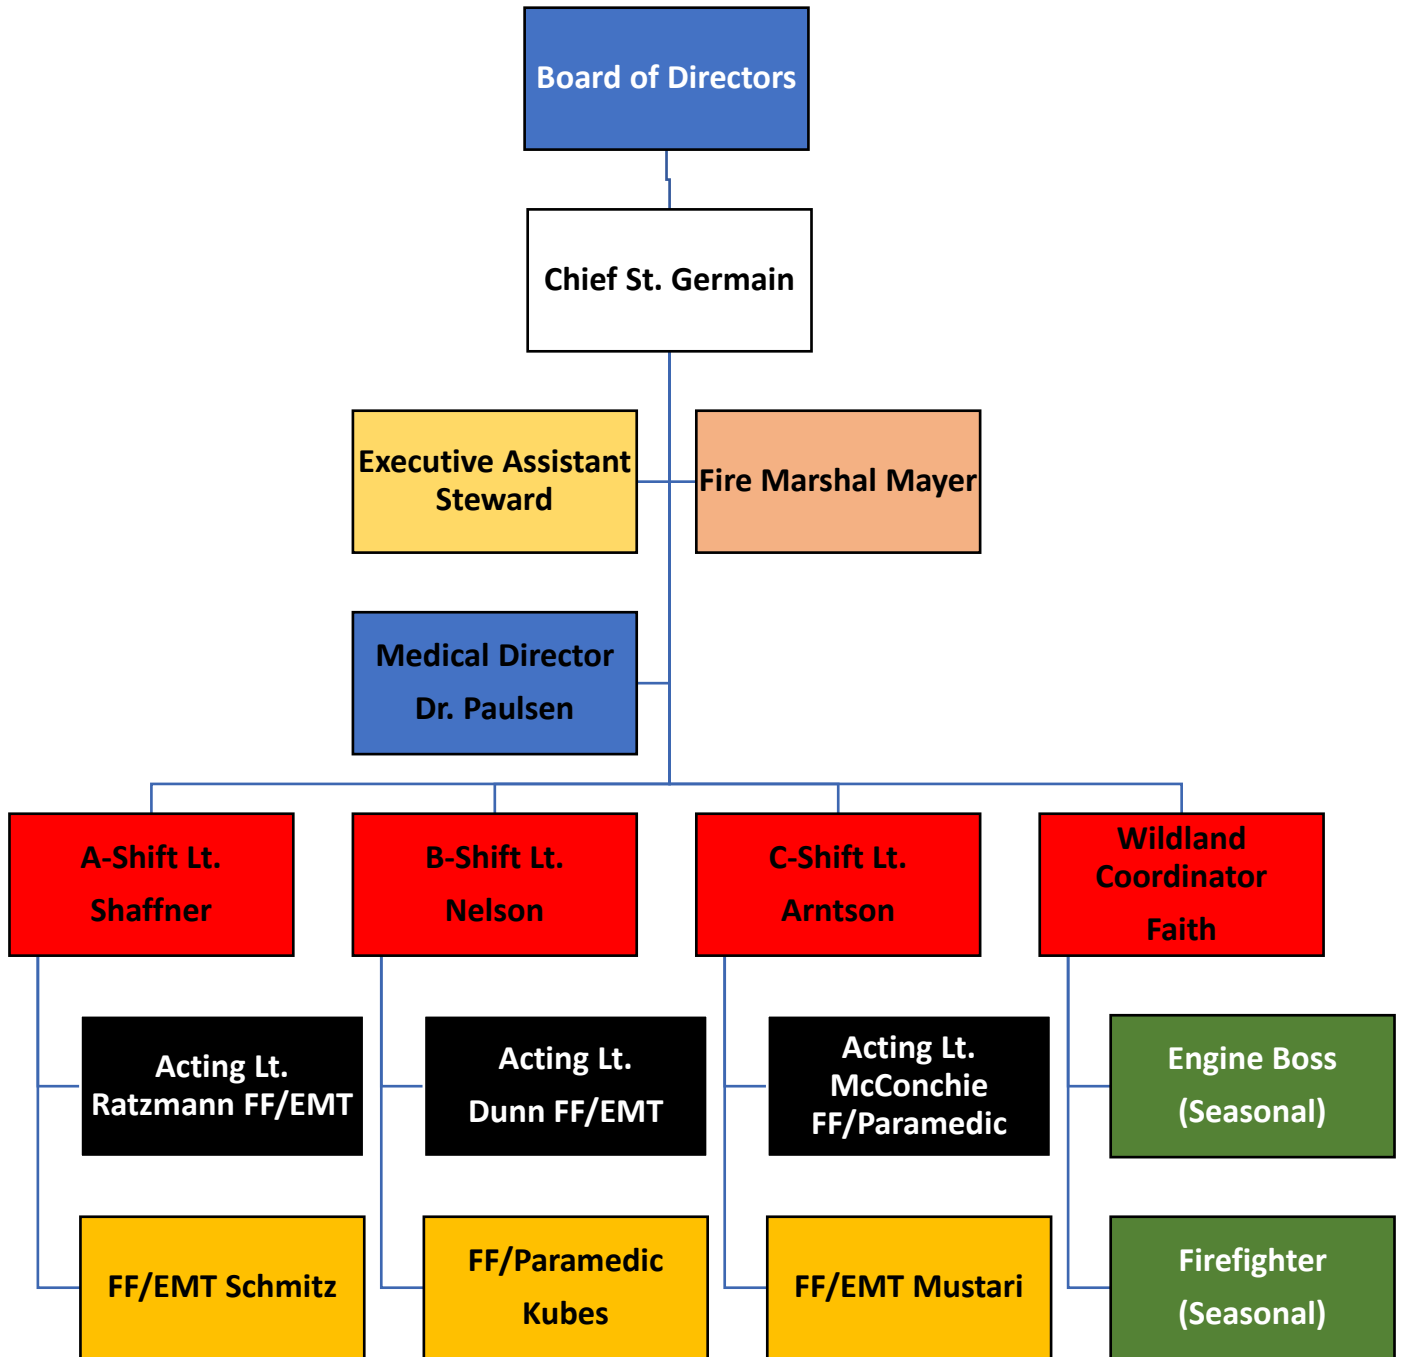 Board of Directors
Chief St. Germain
Executive Assistant
Steward
Fire Marshal Mayer
Medical Director
Dr. Paulsen
A-Shift Lt.
Shaffner
B-Shift Lt.
Nelson
C-Shift Lt.
Arntson
Wildland
Coordinator
Faith
Acting Lt.
Ratzmann FF/EMT
Acting Lt.
Dunn FF/EMT
Acting Lt.
McConchie
FF/Paramedic
Engine Boss
(Seasonal)
FF/EMT Schmitz
FF/Paramedic
Kubes
FF/EMT Mustari
Firefighter
(Seasonal)